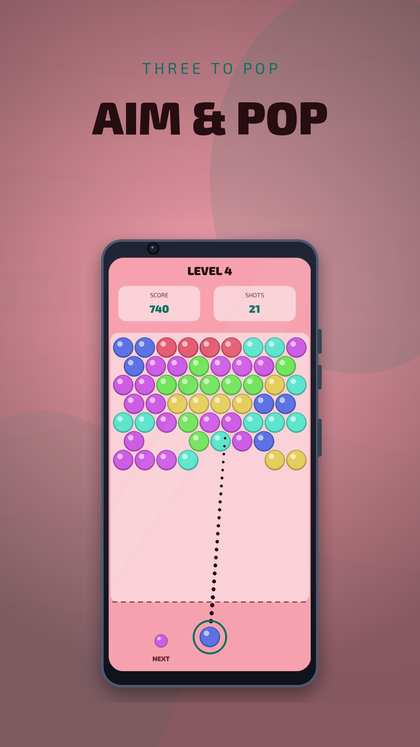 THREE TO POP
AIM & POP
LEVEL 4
SCORE
740
SHOTS
21
NEXT